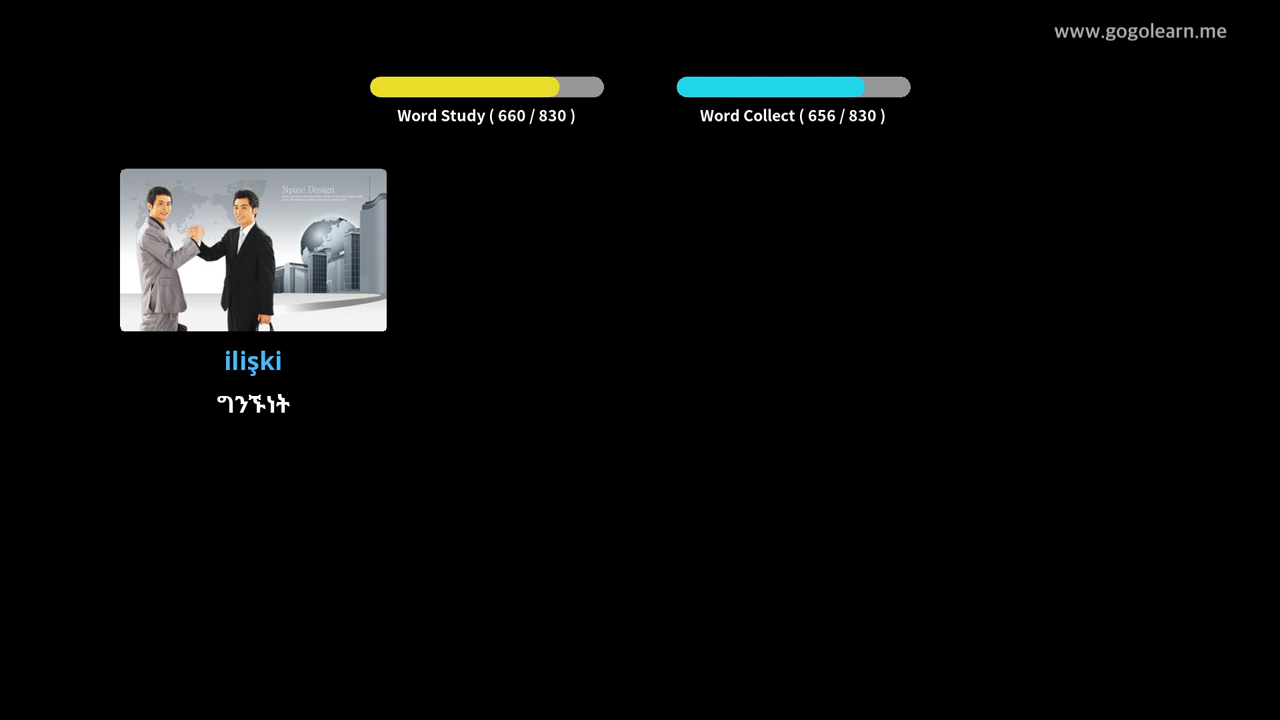 www.gogolearn.me
Word Study ( 660 / 830 )
Word Collect ( 656 / 830 )
Npine Design
ilişki
ግንኙነት